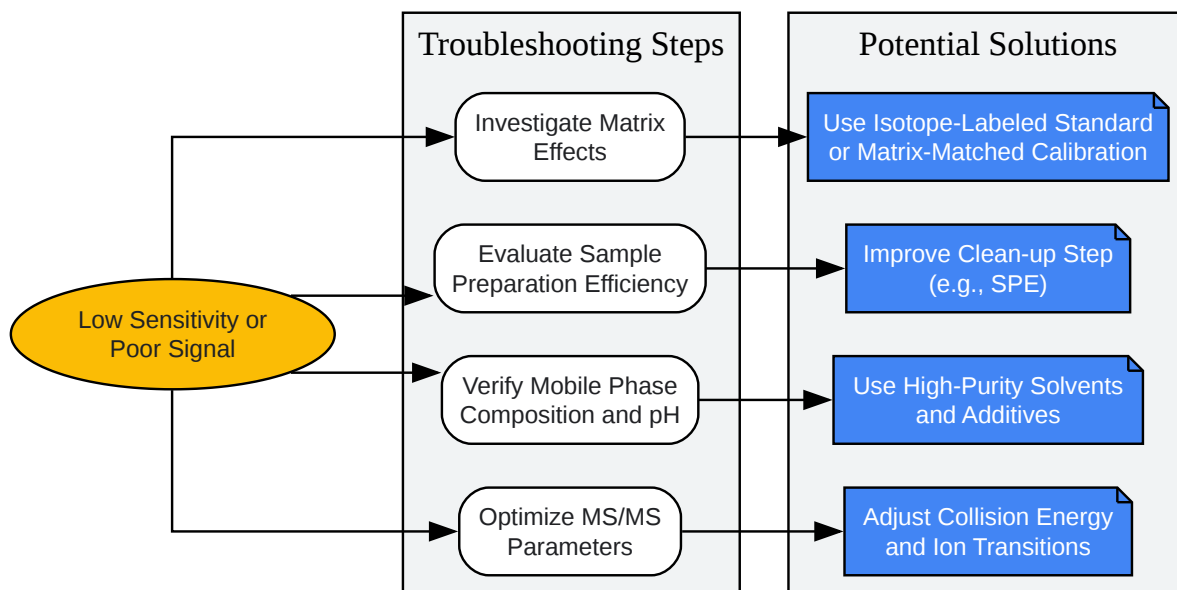 Troubleshooting Steps
Potential Solutions
Low Sensitivity or
Poor Signal
Investigate Matrix
Effects
Use Isotope-Labeled Standard
or Matrix-Matched Calibration
Evaluate Sample
Preparation Efficiency
Improve Clean-up Step
(e.g., SPE)
Verify Mobile Phase
Composition and pH
Use High-Purity Solvents
and Additives
Optimize MS/MS
Parameters
Adjust Collision Energy
and Ion Transitions